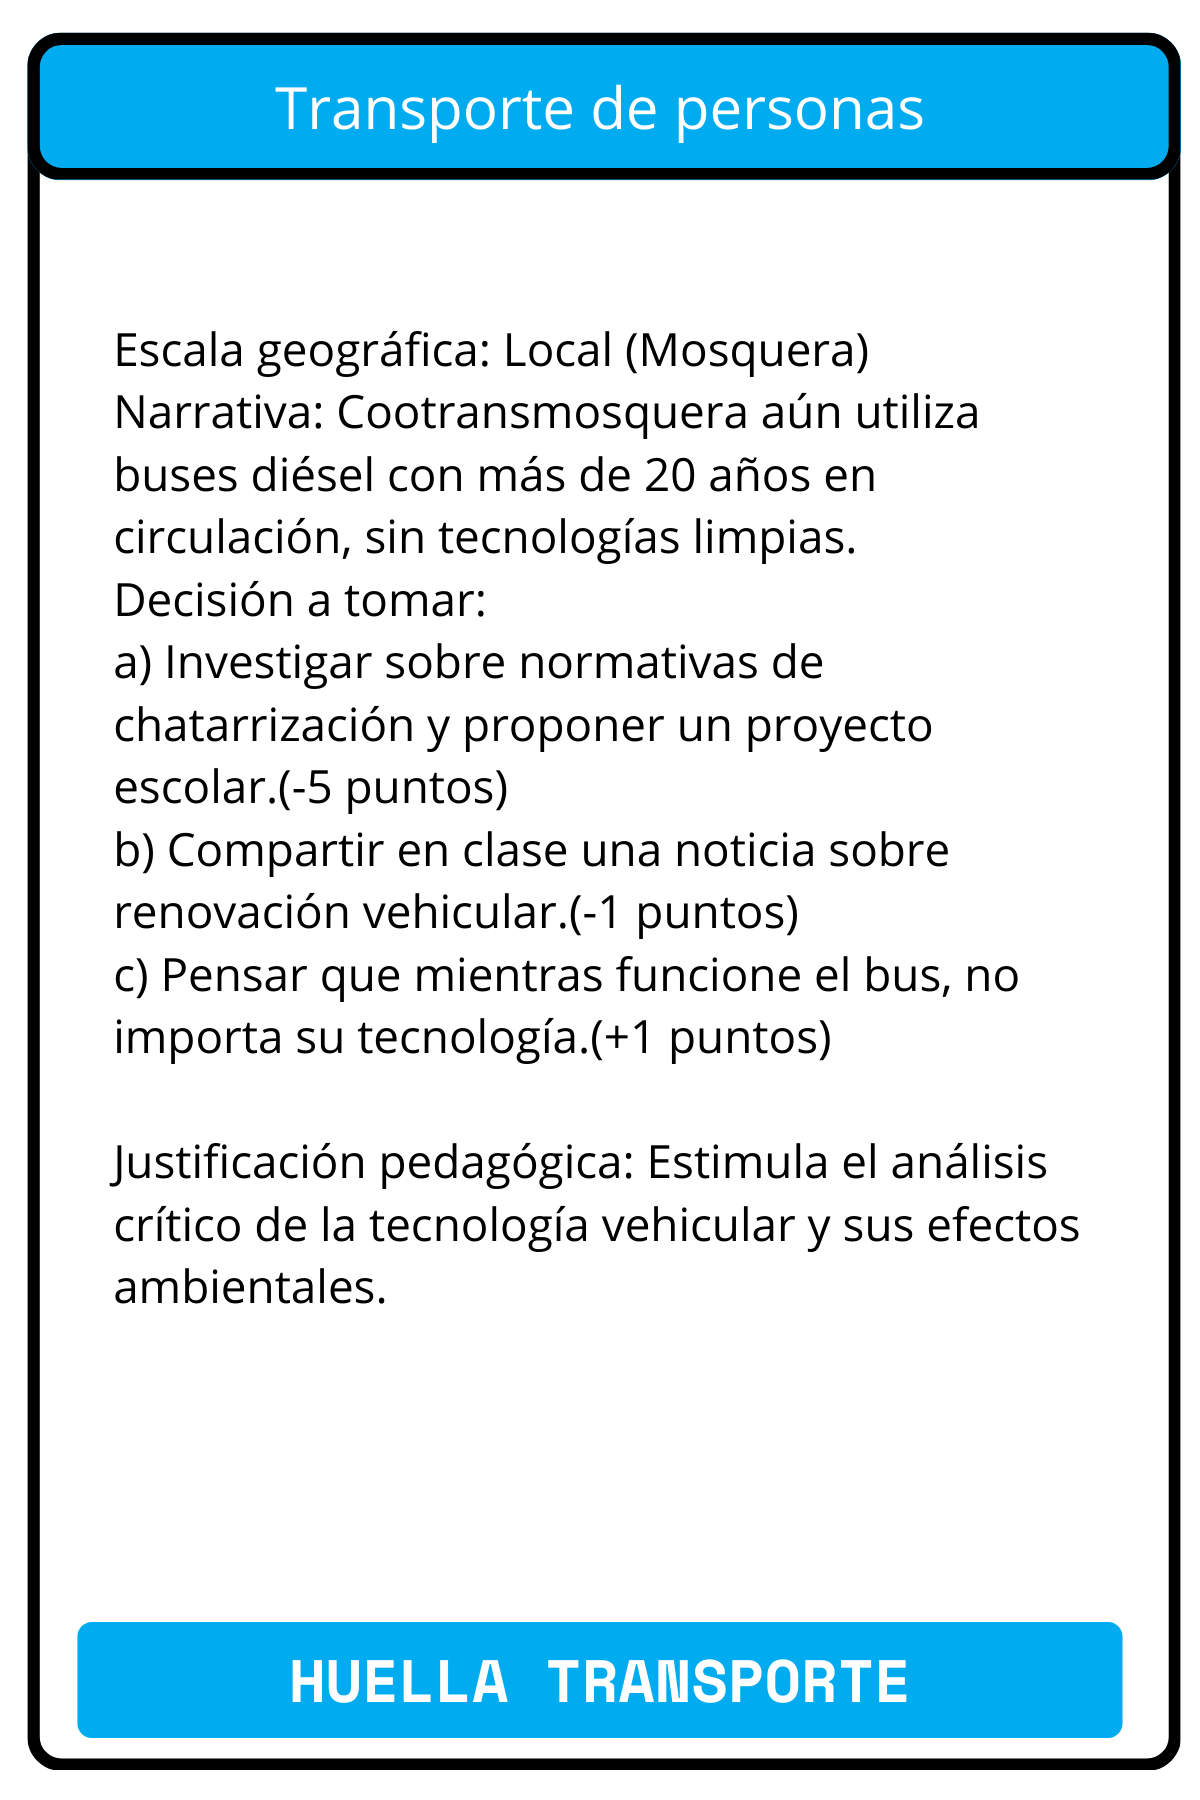 Transporte de personas
Escala geográfica: Local (Mosquera)
Narrativa: Cootransmosquera aún utiliza
buses diésel con más de 20 años en
circulación, sin tecnologías limpias.
Decisión a tomar:
a) Investigar sobre normativas de
chatarrización y proponer un proyecto
escolar.(-5 puntos)
b) Compartir en clase una noticia sobre
renovación vehicular.(-1 puntos)
c) Pensar que mientras funcione el bus, no
importa su tecnología.(+1 puntos)
Justificación pedagógica: Estimula el análisis
crítico de la tecnología vehicular y sus efectos
ambientales.
HUELLA TRANSPORTE